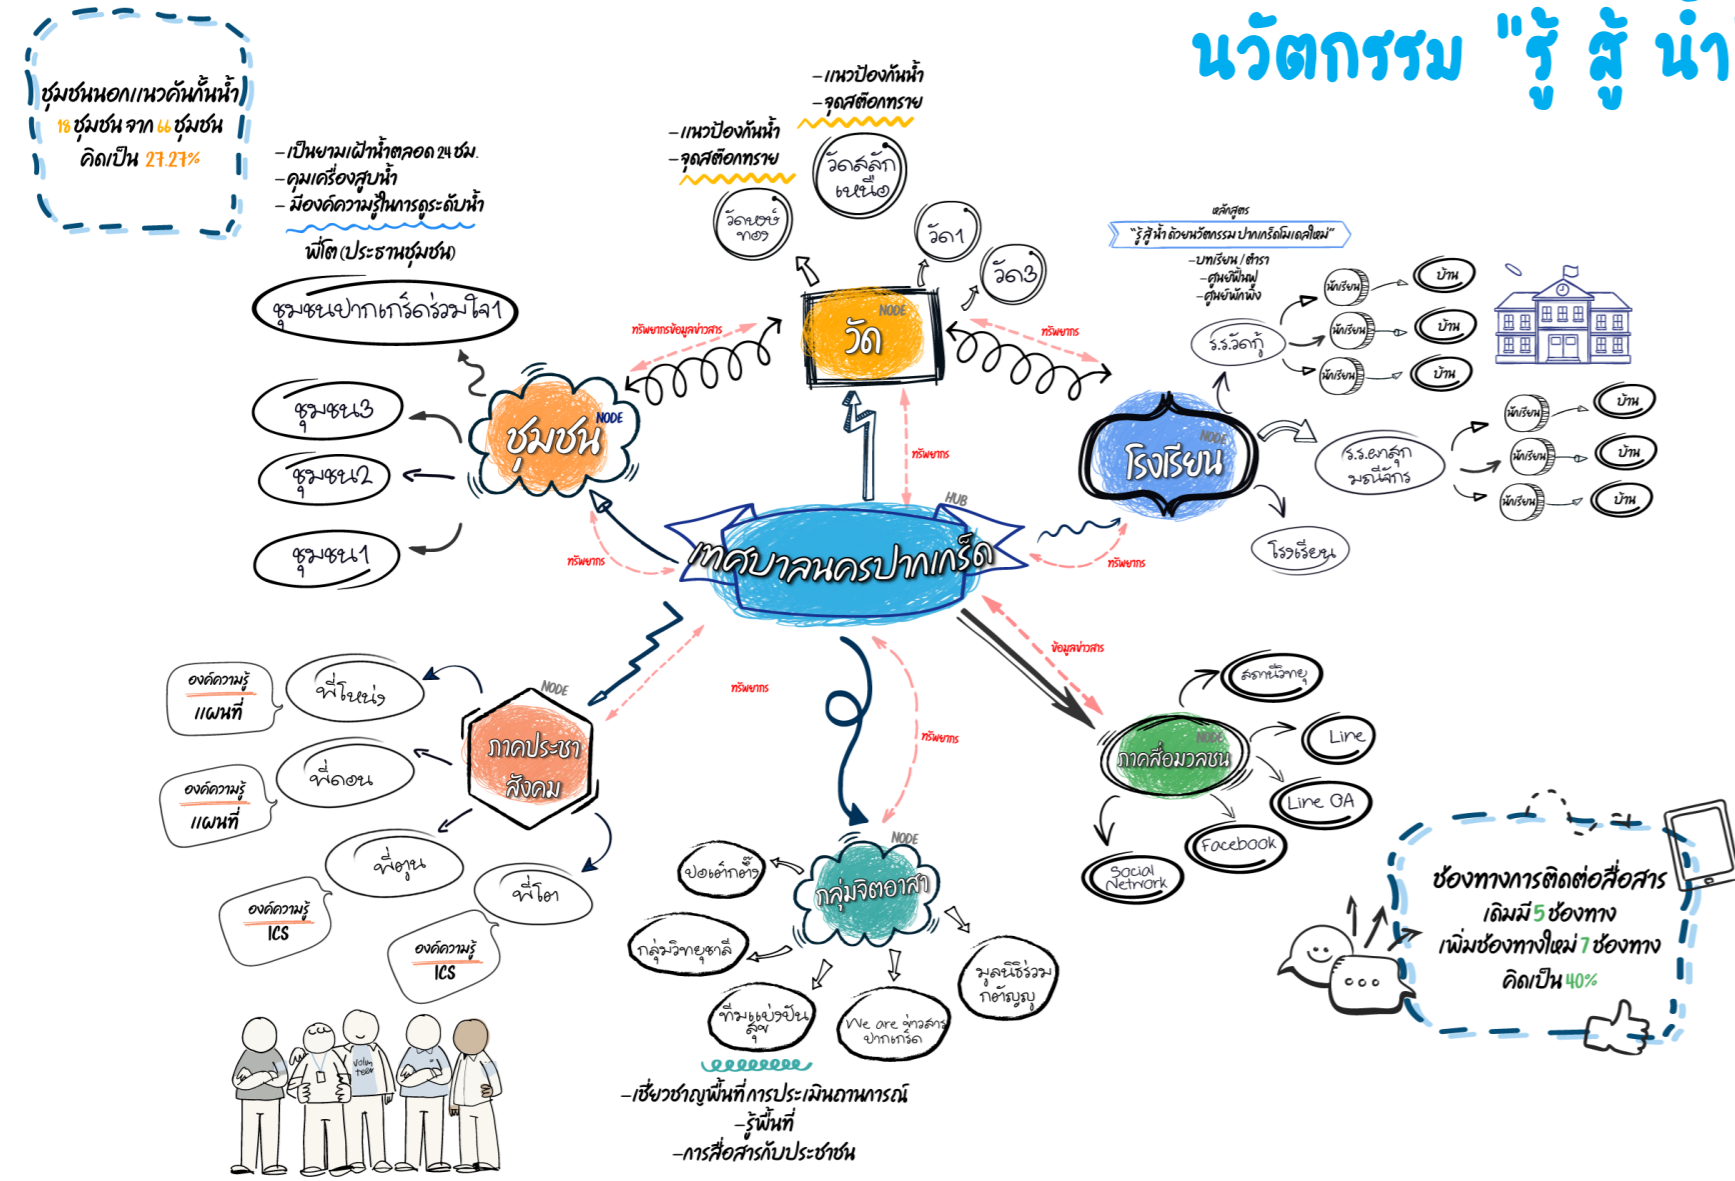 นวัตกรรม "รู้ สู้ น้ำ
ชุมชนนอกแนวคันกั้นน้ำ
18 ชุมชน จาก 66 ชุมชน
คิดเป็น 27.27%
-เป็นยามเฝ้าน้ำตลอด 24 ชม.
-คุมเครื่องสูบน้ำ
- มีองค์ความรู้ในการดูระดับน้ำ
พี่โต (ประธานชุมชน)
ชุมชนปากเกร็ดร่วมใจ1
ชุมชน3
ชุมชน2
ชุมชน1
ชุมชน
NODE
-แนวป้องกันน้ำ
-จุดสต๊อกทราย
-แนวป้องกันน้ำ
-จุดสต๊อกทราย
วัดสลัก
เหนือ
วัดหงษ์
ทอง
วัด1
วัด3
NODE
วัด
ทรัพยากรข้อมูลข่าวสาร
ทรัพยากร
ทรัพยากร
ทรัพยากร
ทรัพยากร
หลักสูตร
"รู้ สู้ น้ำ ด้วยนวัตกรรม ปากเกร็ดโมเดลใหม่"
-บทเรียน / ตำรา
-ศูนย์ฟื้นฟู
-ศูนย์พักพิง
ร.ร.วัดกู้
นักเรียน
บ้าน
นักเรียน
บ้าน
นักเรียน
บ้าน
NODE
โรงเรียน
ร.ร.ผาสุก
มณีจักร
นักเรียน
บ้าน
นักเรียน
บ้าน
นักเรียน
บ้าน
โรงเรียน
HUB
เทศบาลนครปากเกร็ด
ข้อมูลข่าวสาร
ทรัพยากร
ทรัพยากร
องค์ความรู้
แผนที่
พี่โหน่ง
องค์ความรู้
แผนที่
พี่ดอน
องค์ความรู้
ICS
พี่ตูน
องค์ความรู้
ICS
พี่โอา
NODE
ภาคประชา
สังคม
Volun
teer
NODE
กลุ่มจิตอาสา
ปอเต็กตึ๊ง
กลุ่มวิทยุชาลี
ทีมแบ่งปัน
สุข
We are ข่าวสาร
ปากเกร็ด
มูลนิธิร่วม
กตัญญู
-เชี่ยวชาญพื้นที่ การประเมินถานการณ์
-รู้พื้นที่
-การสื่อสารกับประชาชน
NODE
ภาคสื่อมวลชน
สถานีวิทยุ
Line
Line OA
Facebook
Social
Network
ช้องทางการติดต่อสื่อสาร
เดิมมี 5 ช้องทาง
เพิ่มช้องทางใหม่ 7 ช้องทาง
คิดเป็น 40%